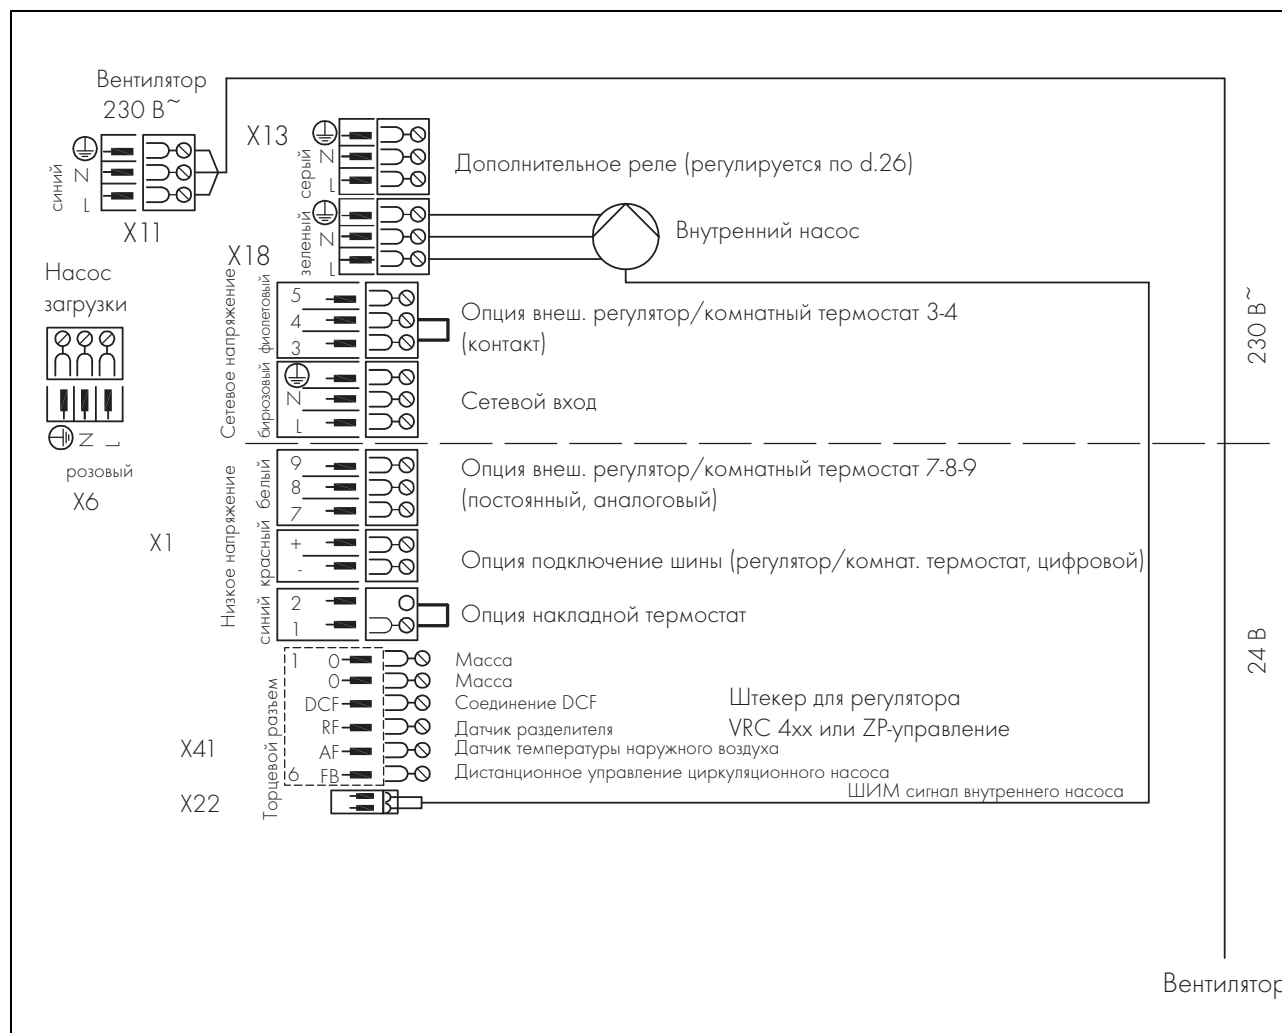 Вентилятор
230 В~
синий
N
L
X11
Насос
загрузки
N
L
розовый
X6
X13
серый
N
L
Дополнительное реле (регулируется по d.26)
X18
зеленый
N
L
Внутренний насос
Сетевое напряжение
фиолетовый
5
4
3
Опция внеш. регулятор/комнатный термостат 3-4
(контакт)
бирюзовый
N
L
Сетевой вход
230 В~
Низкое напряжение
белый
9
8
7
Опция внеш. регулятор/комнатный термостат 7-8-9
(постоянный, аналоговый)
X1
красный
+
-
Опция подключение шины (регулятор/комнат. термостат, цифровой)
синий
2
1
Опция накладной термостат
24 В
Торцевой разъем
1 0 Масса
0 Масса
DCF Соединение DCF
RF Датчик разделителя
X41
AF Датчик температуры наружного воздуха
6 FB Дистанционное управление циркуляционного насоса
Штекер для регулятора
VRC 4xx или ZP-управление
X22
ШИМ сигнал внутреннего насоса
Вентилятор